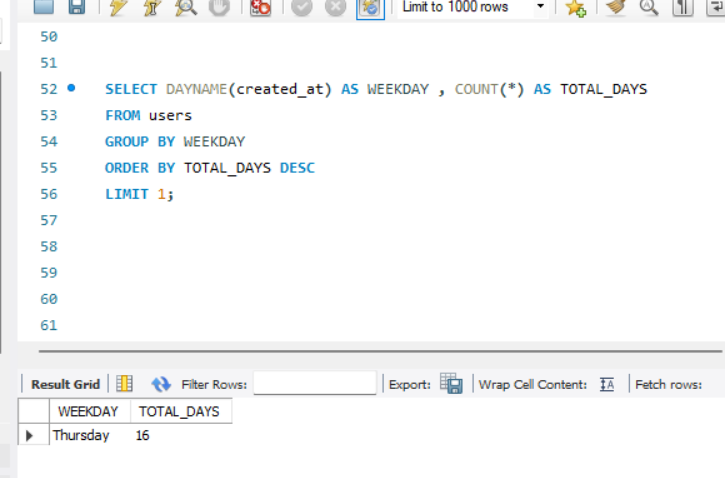 Limit to 1000 rows
50
51
52 SELECT DAYNAME(created_at) AS WEEKDAY , COUNT(*) AS TOTAL_DAYS
53 FROM users
54 GROUP BY WEEKDAY
55 ORDER BY TOTAL_DAYS DESC
56 LIMIT 1;
57
58
59
60
61
Result Grid Filter Rows: Export: Wrap Cell Content: IA Fetch rows:
WEEKDAY TOTAL_DAYS
Thursday 16